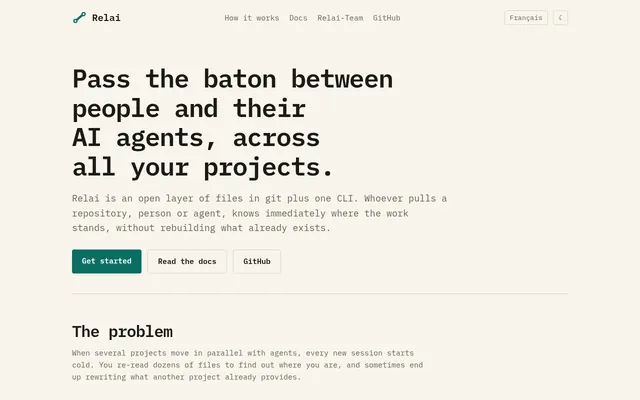 Relai
How it works Docs Relai-Team GitHub
Français
Pass the baton between
people and their
AI agents, across
all your projects.
Relai is an open layer of files in git plus one CLI. Whoever pulls a
repository, person or agent, knows immediately where the work
stands, without rebuilding what already exists.
Get started Read the docs GitHub
The problem
When several projects move in parallel with agents, every new session starts
cold. You re-read dozens of files to find out where you are, and sometimes end
up rewriting what another project already provides.